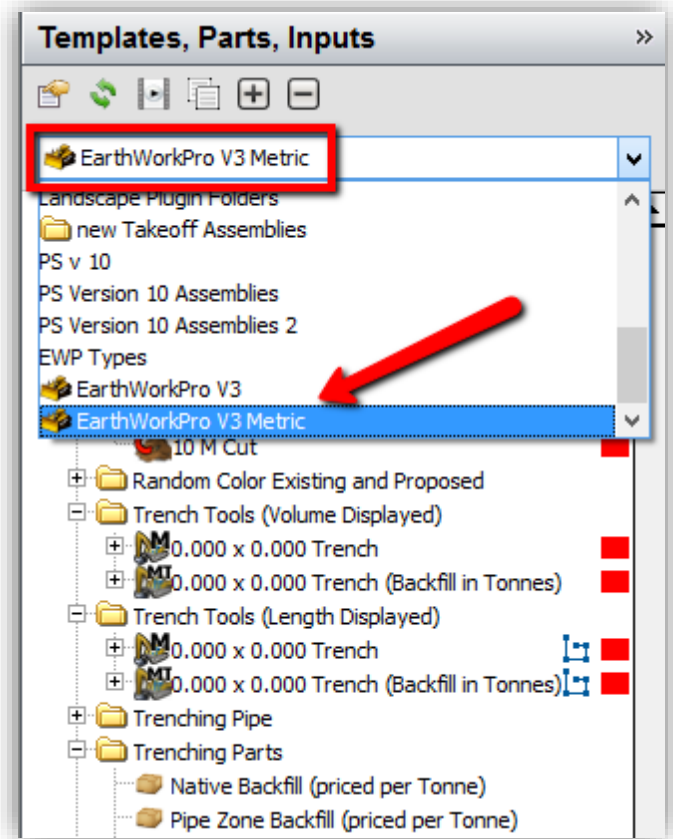 Templates, Parts, Inputs
EarthWorkPro V3 Metric
Landscape Plugin Folders
new Takeoff Assemblies
PS v 10
PS Version 10 Assemblies
PS Version 10 Assemblies 2
EWP Types
EarthWorkPro V3
EarthWorkPro V3 Metric
10 M Cut
Random Color Existing and Proposed
Trench Tools (Volume Displayed)
M 0.000 x 0.000 Trench
MT 0.000 x 0.000 Trench (Backfill in Tonnes)
Trench Tools (Length Displayed)
M 0.000 x 0.000 Trench
MT 0.000 x 0.000 Trench (Backfill in Tonnes)
Trenching Pipe
Trenching Parts
Native Backfill (priced per Tonne)
Pipe Zone Backfill (priced per Tonne)